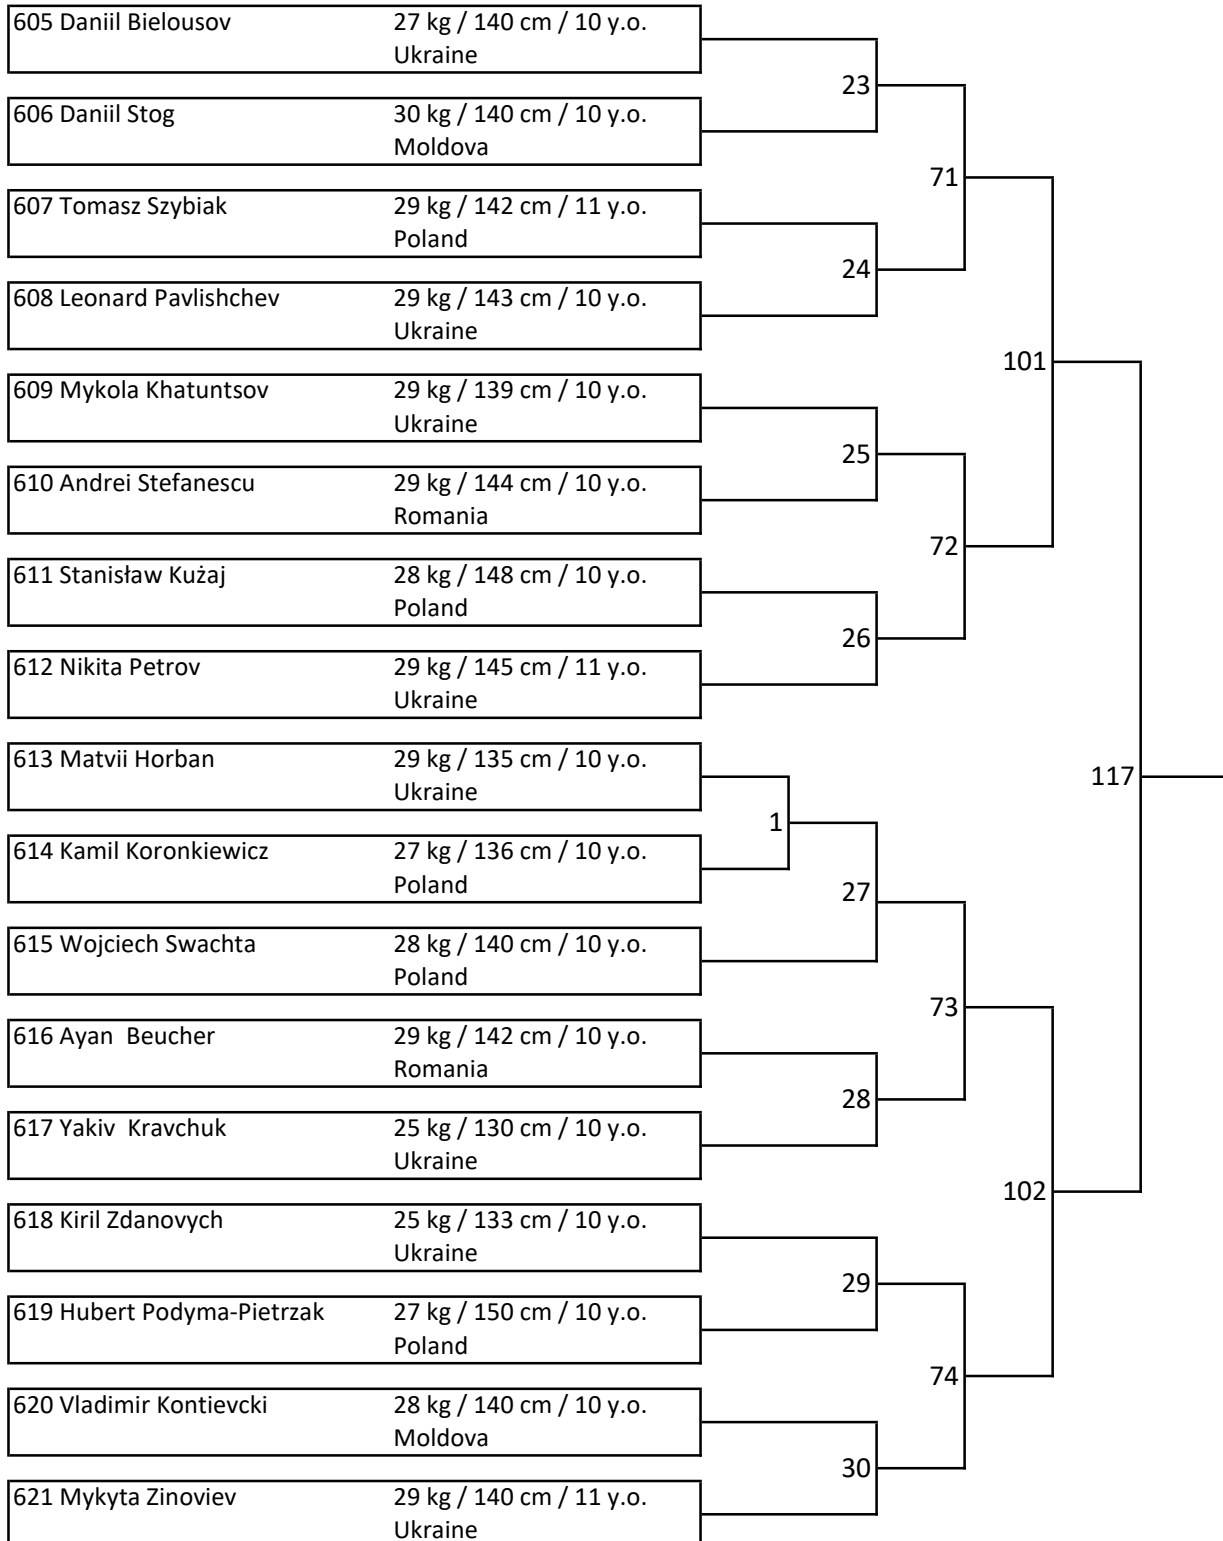 605 Daniil Bielousov 27 kg / 140 cm / 10 y.o.
Ukraine
23
606 Daniil Stog 30 kg / 140 cm / 10 y.o.
Moldova
71
607 Tomasz Szybiak 29 kg / 142 cm / 11 y.o.
Poland
24
608 Leonard Pavlishchev 29 kg / 143 cm / 10 y.o.
Ukraine
101
609 Mykola Khatuntsov 29 kg / 139 cm / 10 y.o.
Ukraine
25
610 Andrei Stefanescu 29 kg / 144 cm / 10 y.o.
Romania
72
611 Stanisław Kużaj 28 kg / 148 cm / 10 y.o.
Poland
26
612 Nikita Petrov 29 kg / 145 cm / 11 y.o.
Ukraine
613 Matvii Horban 29 kg / 135 cm / 10 y.o.
117
Ukraine
1
614 Kamil Koronkiewicz 27 kg / 136 cm / 10 y.o.
Poland
27
615 Wojciech Swachta 28 kg / 140 cm / 10 y.o.
Poland
73
616 Ayan  Beucher 29 kg / 142 cm / 10 y.o.
Romania
28
617 Yakiv  Kravchuk 25 kg / 130 cm / 10 y.o.
Ukraine
102
618 Kiril Zdanovych 25 kg / 133 cm / 10 y.o.
Ukraine
29
619 Hubert Podyma-Pietrzak 27 kg / 150 cm / 10 y.o.
Poland
74
620 Vladimir Kontievcki 28 kg / 140 cm / 10 y.o.
Moldova
30
621 Mykyta Zinoviev 29 kg / 140 cm / 11 y.o.
Ukraine